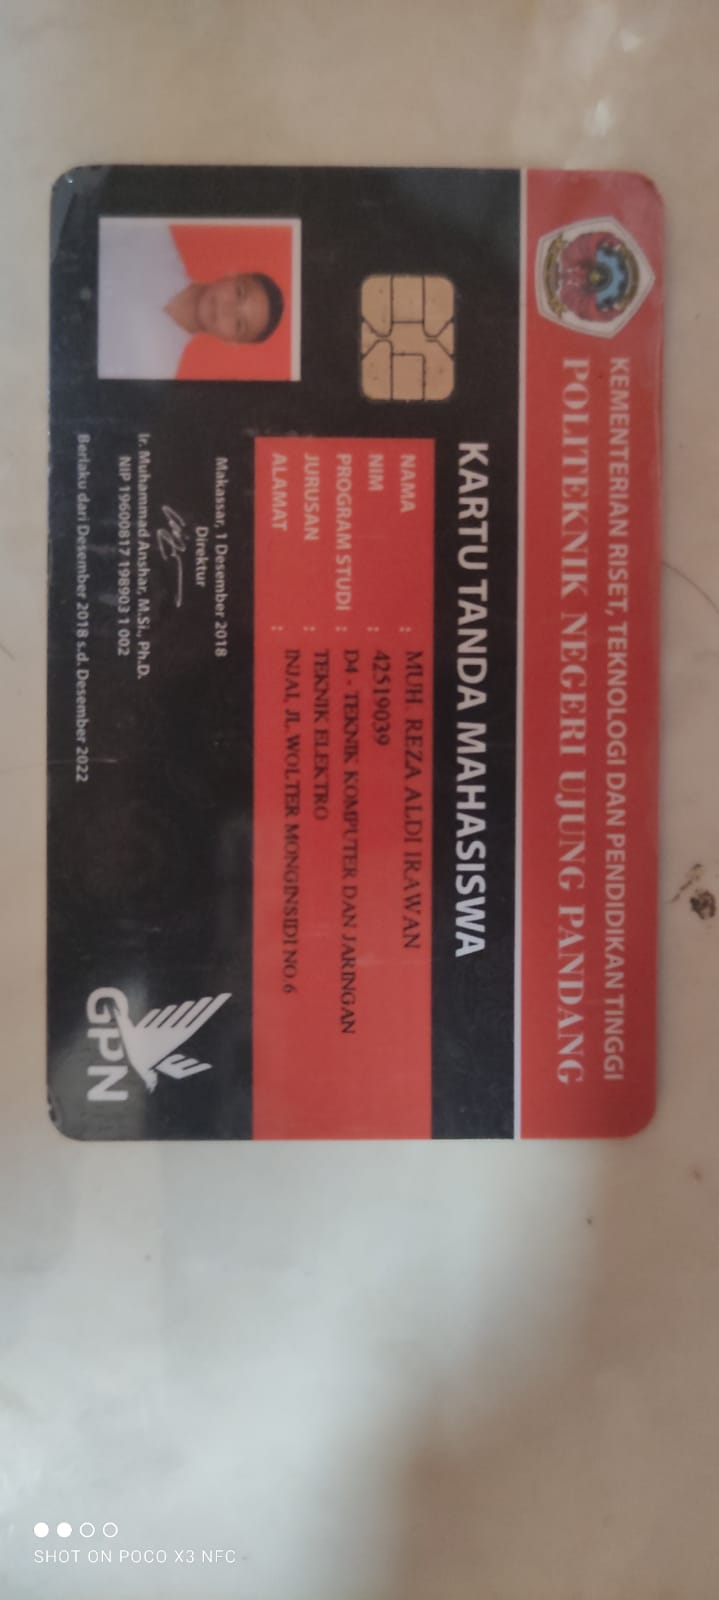 KEMENTERIAN RISET, TEKNOLOGI DAN PENDIDIKAN TINGGI
POLITEKNIK NEGERI UJUNG PANDANG
KARTU TANDA MAHASISWA
NAMA : MUH. REZA ALDI IRAWAN
NIM : 42519039
PROGRAM STUDI : D4 - TEKNIK KOMPUTER DAN JARINGAN
JURUSAN : TEKNIK ELEKTRO
ALAMAT : INJAI, JL.WOLTER MONGINSIDI NO.6
Makassar, 1 Desember 2018
Direktur
Ir. Muhammad Anshar, M.Si., Ph.D.
NIP 19600817 198903 1 002
Berlaku dari Desember 2018 s.d. Desember 2022
GPN
SHOT ON POCO X3 NFC